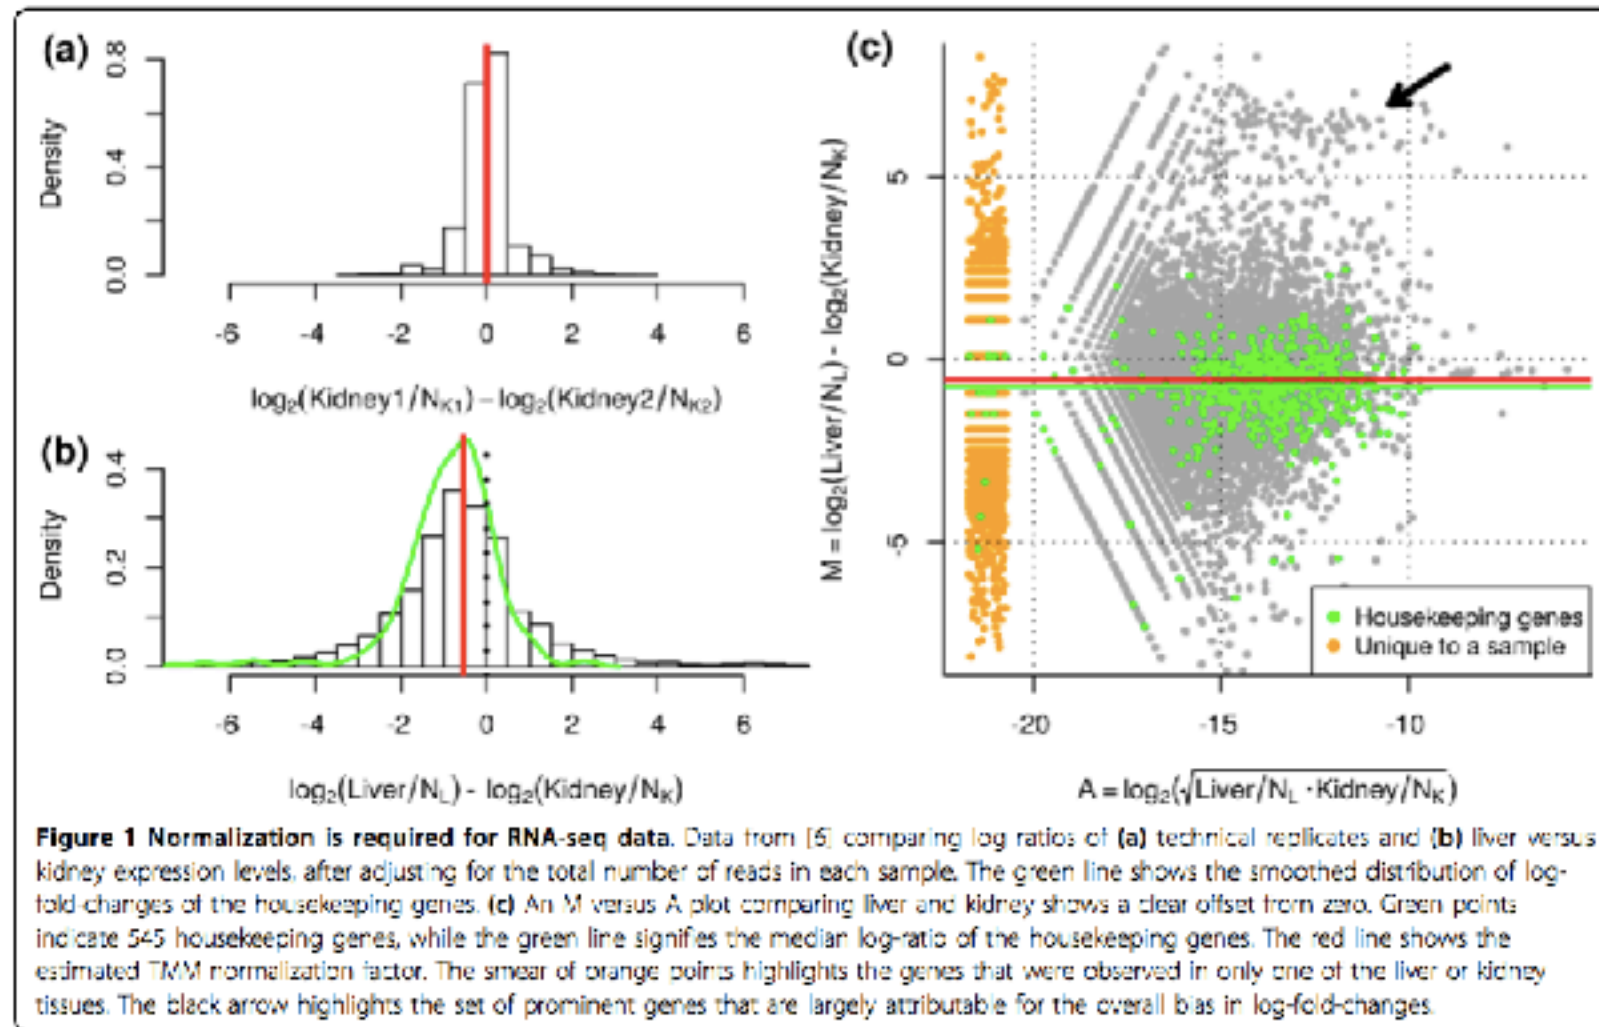 (a)
Density
0.0
0.4
0.8
-6
-4
-2
0
2
4
6
log2(Kidney1/NK1) – log2(Kidney2/NK2)
(b)
Density
0.0
0.2
0.4
-6
-4
-2
0
2
4
6
log2(Liver/NL) - log2(Kidney/NK)
(c)
M = log2(Liver/NL) - log2(Kidney/NK)
5
0
-5
Housekeeping genes
Unique to a sample
-20
-15
-10
A = log2(√Liver/NL · Kidney/NK)
Figure 1 Normalization is required for RNA-seq data. Data from [6] comparing log ratios of (a) technical replicates and (b) liver versus
kidney expression levels, after adjusting for the total number of reads in each sample. The green line shows the smoothed distribution of log-
fold-changes of the housekeeping genes. (c) An M versus A plot comparing liver and kidney shows a clear offset from zero. Green points
indicate 545 housekeeping genes, while the green line signifies the median log-ratio of the housekeeping genes. The red line shows the
estimated TMM normalization factor. The smear of orange points highlights the genes that were observed in only one of the liver or kidney
tissues. The black arrow highlights the set of prominent genes that are largely attributable for the overall bias in log-fold-changes.